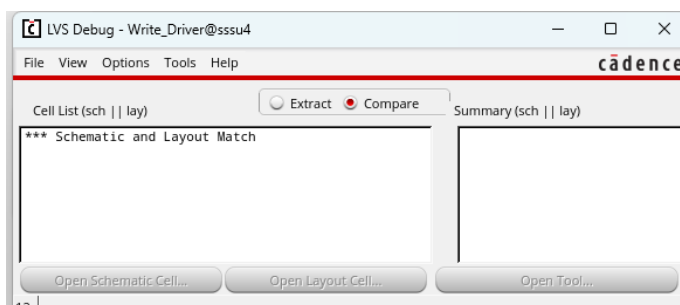 LVS Debug - Write_Driver@sssu4
File View Options Tools Help
cādence
Extract Compare
Cell List (sch || lay)
Summary (sch || lay)
*** Schematic and Layout Match
Open Schematic Cell... Open Layout Cell... Open Tool...